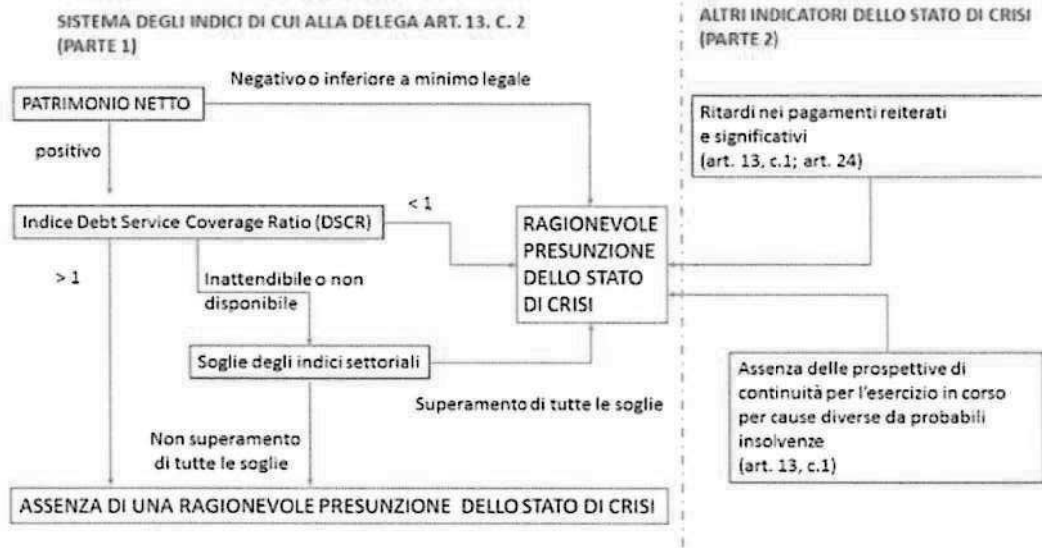 SISTEMA DEGLI INDICI DI CUI ALLA DELEGA ART. 13. C. 2
(PARTE 1)
Negativo o inferiore a minimo legale
PATRIMONIO NETTO
positivo
Indice Debt Service Coverage Ratio (DSCR)
< 1
> 1
Inattendibile o non
disponibile
RAGIONEVOLE
PRESUNZIONE
DELLO STATO
DI CRISI
Soglie degli indici settoriali
Superamento di tutte le soglie
Non superamento
di tutte le soglie
ASSENZA DI UNA RAGIONEVOLE PRESUNZIONE DELLO STATO DI CRISI
ALTRI INDICATORI DELLO STATO DI CRISI
(PARTE 2)
Ritardi nei pagamenti reiterati
e significativi
(art. 13, c.1; art. 24)
Assenza delle prospettive di
continuità per l'esercizio in corso
per cause diverse da probabili
insolvenze
(art. 13, c.1)